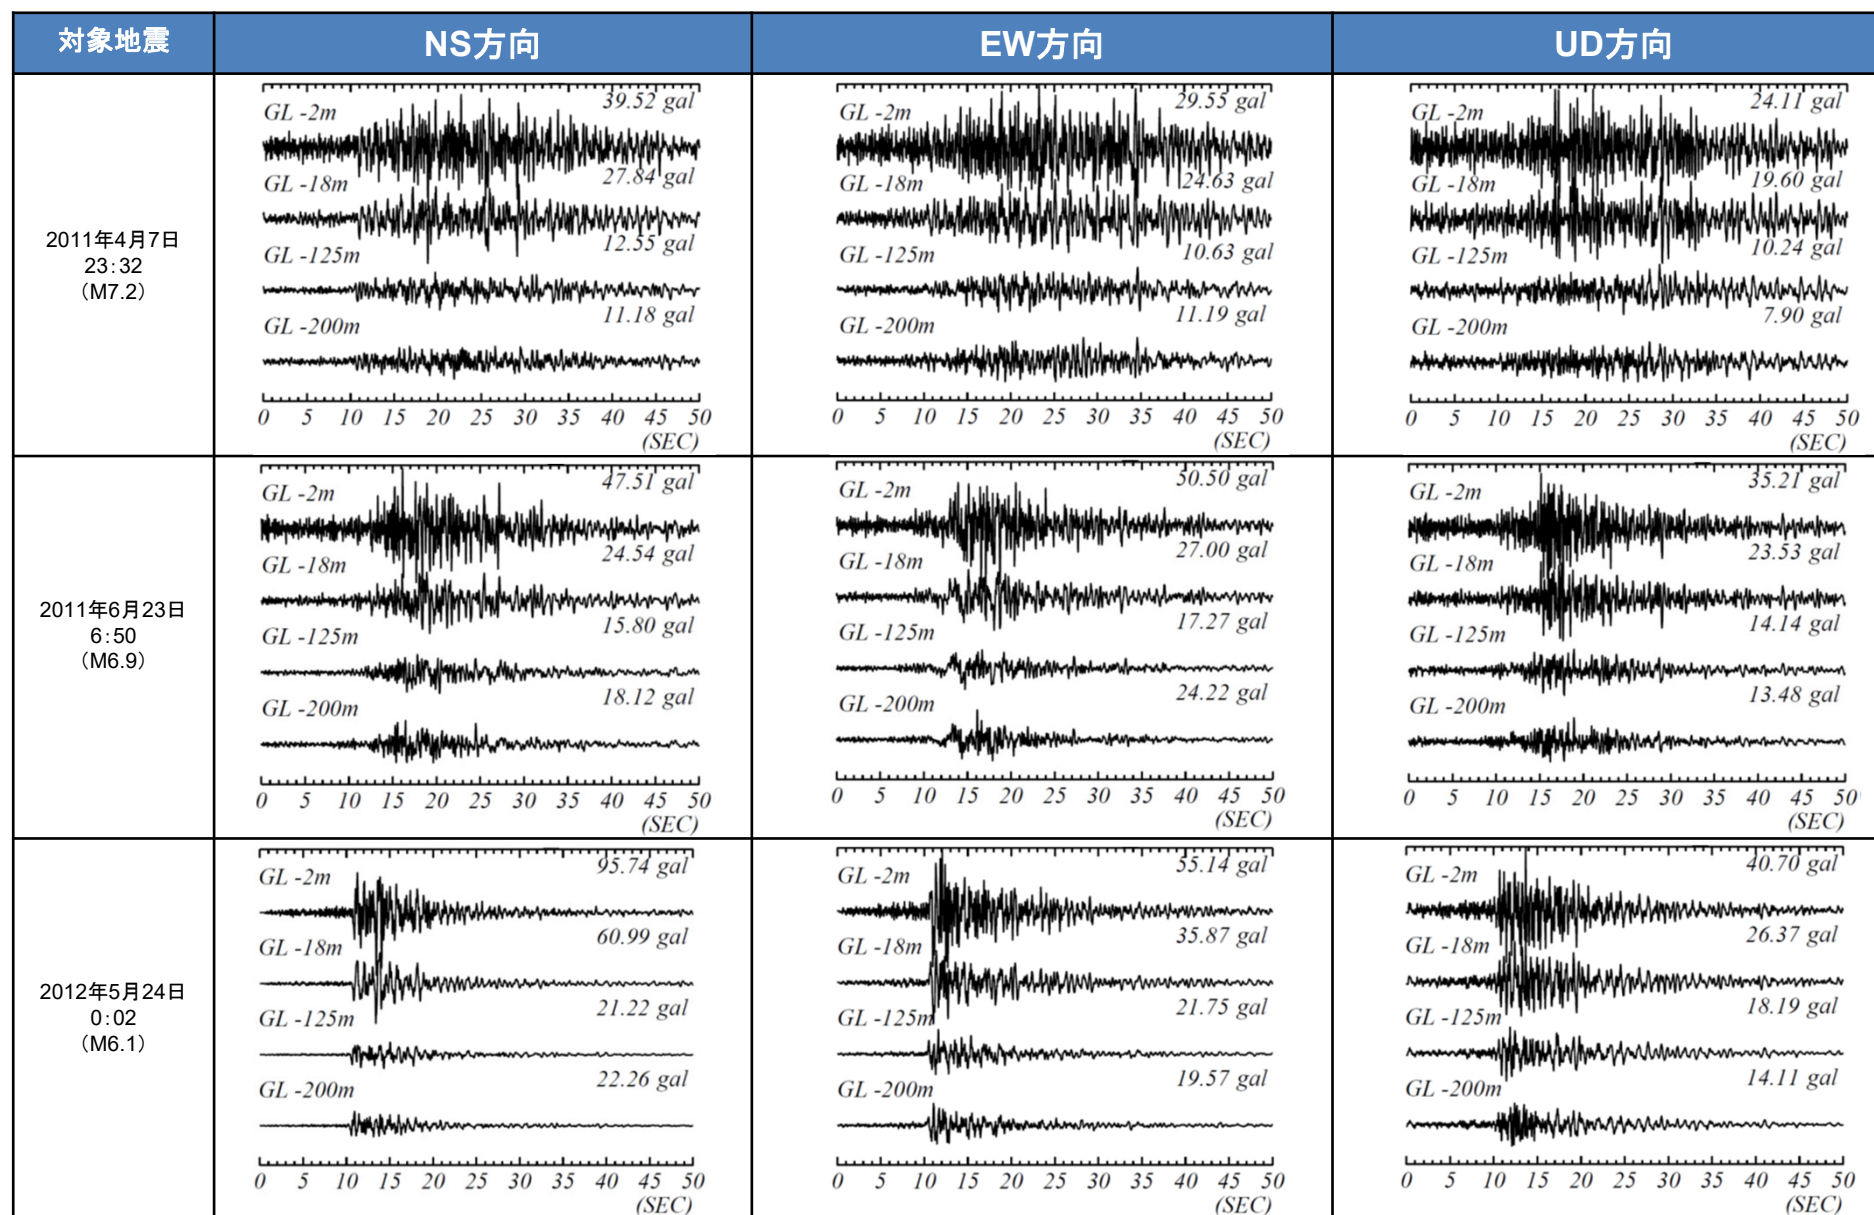 対象地震
NS方向
EW方向
UD方向
2011年4月7日
23:32
（M7.2）
GL -2m
39.52 gal
GL -18m
27.84 gal
GL -125m
12.55 gal
GL -200m
11.18 gal
0 5 10 15 20 25 30 35 40 45 50
(SEC)
GL -2m
29.55 gal
GL -18m
24.63 gal
GL -125m
10.63 gal
GL -200m
11.19 gal
0 5 10 15 20 25 30 35 40 45 50
(SEC)
GL -2m
24.11 gal
GL -18m
19.60 gal
GL -125m
10.24 gal
GL -200m
7.90 gal
0 5 10 15 20 25 30 35 40 45 50
(SEC)
2011年6月23日
6:50
（M6.9）
GL -2m
47.51 gal
GL -18m
24.54 gal
GL -125m
15.80 gal
GL -200m
18.12 gal
0 5 10 15 20 25 30 35 40 45 50
(SEC)
GL -2m
50.50 gal
GL -18m
27.00 gal
GL -125m
17.27 gal
GL -200m
24.22 gal
0 5 10 15 20 25 30 35 40 45 50
(SEC)
GL -2m
35.21 gal
GL -18m
23.53 gal
GL -125m
14.14 gal
GL -200m
13.48 gal
0 5 10 15 20 25 30 35 40 45 50
(SEC)
2012年5月24日
0:02
（M6.1）
GL -2m
95.74 gal
GL -18m
60.99 gal
GL -125m
21.22 gal
GL -200m
22.26 gal
0 5 10 15 20 25 30 35 40 45 50
(SEC)
GL -2m
55.14 gal
GL -18m
35.87 gal
GL -125m
21.75 gal
GL -200m
19.57 gal
0 5 10 15 20 25 30 35 40 45 50
(SEC)
GL -2m
40.70 gal
GL -18m
26.37 gal
GL -125m
18.19 gal
GL -200m
14.11 gal
0 5 10 15 20 25 30 35 40 45 50
(SEC)